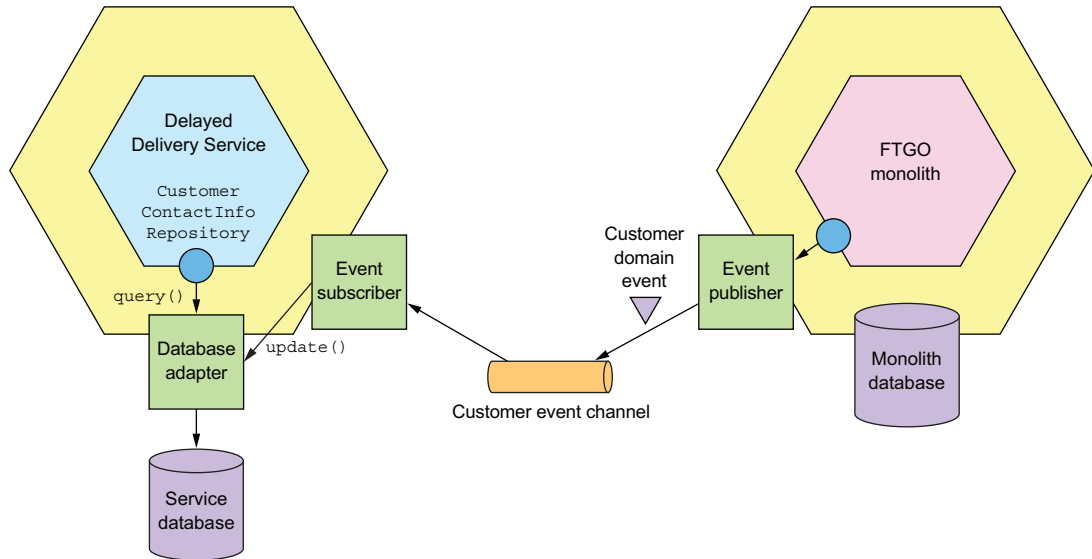 Delayed
Delivery Service
Customer
ContactInfo
Repository
query()
Event
subscriber
update()
Database
adapter
Service
database
Customer
domain
event
Customer event channel
Event
publisher
FTGO
monolith
Monolith
database